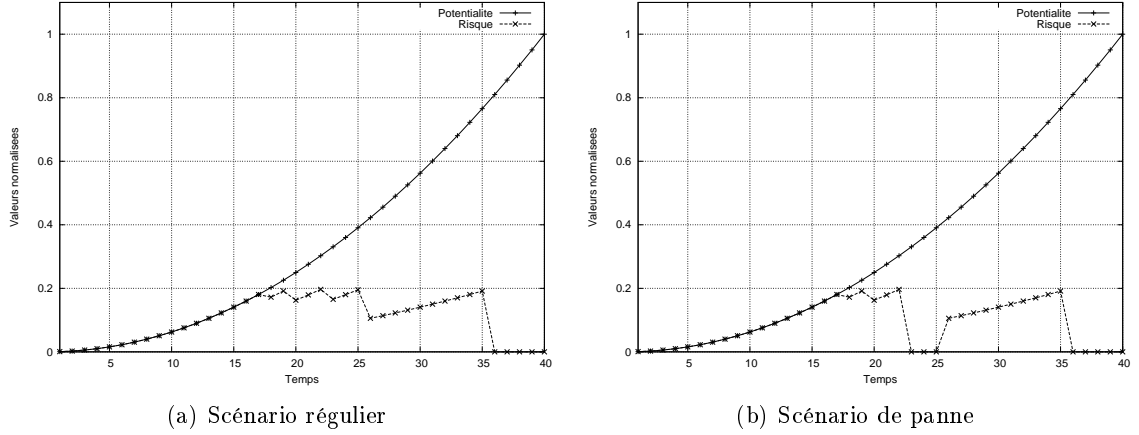 Potentialite
Risque
1
0.8
0.6
0.4
0.2
0
Valeurs normalisees
5 10 15 20 25 30 35 40
Temps
(a) Scénario régulier
Potentialite
Risque
1
0.8
0.6
0.4
0.2
0
Valeurs normalisees
5 10 15 20 25 30 35 40
Temps
(b) Scénario de panne